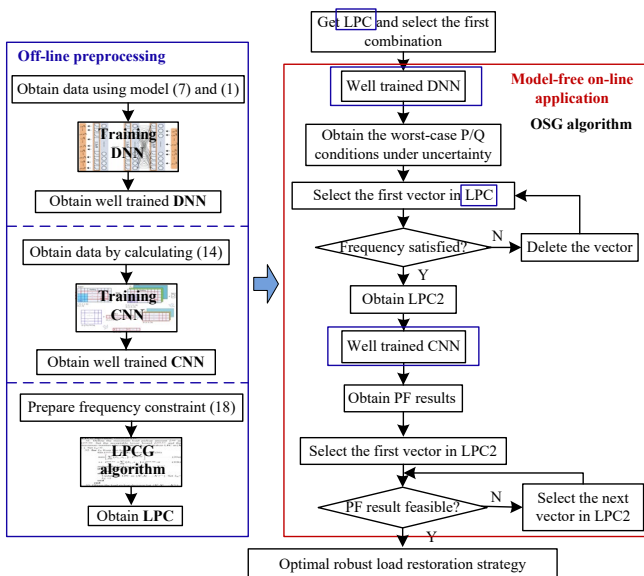 Off-line preprocessing
Obtain data using model (7) and (1)
Training
DNN
Obtain well trained DNN
Obtain data by calculating (14)
Training
CNN
Obtain well trained CNN
Prepare frequency constraint (18)
LPCG
algorithm
Obtain LPC
Get LPC and select the first
combination
Model-free on-line
application
OSG algorithm
Well trained DNN
Obtain the worst-case P/Q
conditions under uncertainty
Select the first vector in LPC
Frequency satisfied?
N
Delete the vector
Y
Obtain LPC2
Well trained CNN
Obtain PF results
Select the first vector in LPC2
PF result feasible?
N
Select the next
vector in LPC2
Y
Optimal robust load restoration strategy